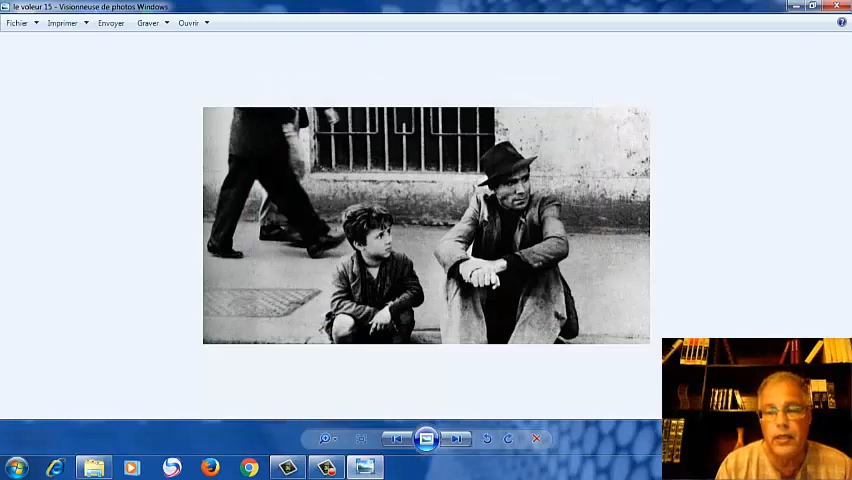 le voleur 15 - Visionneuse de photos Windows
Fichier Imprimer Envoyer Graver Ouvrir